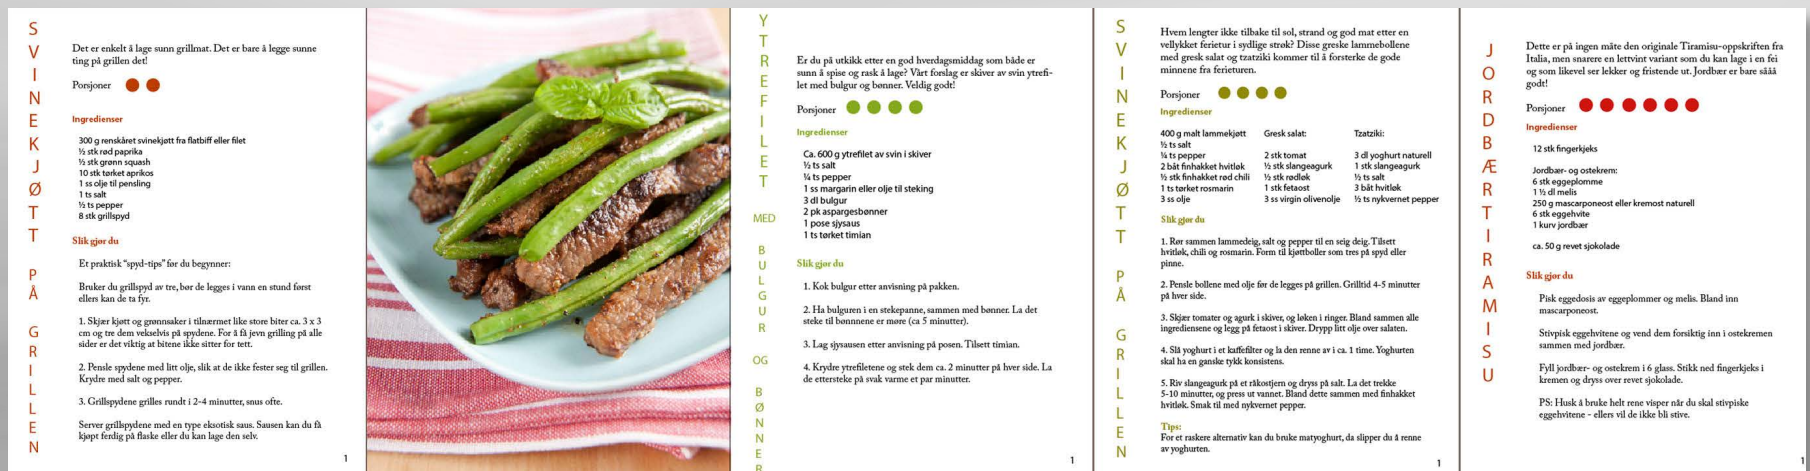 SVINEKJØTT PÅ GRILLEN
Det er enkelt å lage sunn grillmat. Det er bare å legge sunne
ting på grillen det!
Porsjoner
Ingredienser
300 g renskåret svinekjøtt fra flatbiff eller filet
½ stk rød paprika
½ stk grønn squash
10 stk tørket aprikos
1 ss olje til pensling
1 ts salt
½ ts pepper
8 stk grillspyd
Slik gjør du
Et praktisk “spyd-tips” før du begynner:
Bruker du grillspyd av tre, bør de legges i vann en stund først
ellers kan de ta fyr.
1. Skjær kjøtt og grønnsaker i tilnærmet like store biter ca. 3 x 3
cm og tre dem vekselvis på spydene. For å få jevn grilling på alle
sider er det viktig at bitene ikke sitter for tett.
2. Pensle spydene med litt olje, slik at de ikke fester seg til grillen.
Krydre med salt og pepper.
3. Grillspydene grilles rundt i 2-4 minutter, snus ofte.
Server grillspydene med en type eksotisk saus. Sausen kan du få
kjøpt ferdig på flaske eller du kan lage den selv.
1
YTREFILET MED BULGUR OG BØNNER
Er du på utkikk etter en god hverdagsmiddag som både er
sunn å spise og rask å lage? Vårt forslag er skiver av svin ytrefi-
let med bulgur og bønner. Veldig godt!
Porsjoner
Ingredienser
Ca. 600 g ytrefilet av svin i skiver
½ ts salt
¼ ts pepper
1 ss margarin eller olje til steking
3 dl bulgur
2 pk aspargesbønner
1 pose sjysaus
1 ts tørket timian
Slik gjør du
1. Kok bulgur etter anvisning på pakken.
2. Ha bulguren i en stekepanne, sammen med bønner. La det
steke til bønnnene er møre (ca 5 minutter).
3. Lag sjysausen etter anvisning på posen. Tilsett timian.
4. Krydre ytrefiletene og stek dem ca. 2 minutter på hver side. La
de ettersteke på svak varme et par minutter.
1
SVINEKJØTT PÅ GRILLEN
Hvem lengter ikke tilbake til sol, strand og god mat etter en
vellykket ferietur i sydlige strøk? Disse greske lammebollene
med gresk salat og tzatziki kommer til å forsterke de gode
minnene fra ferieturen.
Porsjoner
Ingredienser
400 g malt lammekjøtt
½ ts salt
¼ ts pepper
2 båt finhakket hvitløk
½ stk finhakket rød chili
1 ts tørket rosmarin
3 ss olje
Gresk salat:
2 stk tomat
½ stk slangeagurk
½ stk rødløk
1 stk fetaost
3 ss virgin olivenolje
Tzatziki:
3 dl yoghurt naturell
1 stk slangeagurk
½ ts salt
3 båt hvitløk
½ ts nykvernet pepper
Slik gjør du
1. Rør sammen lammedeig, salt og pepper til en seig deig. Tilsett
hvitløk, chili og rosmarin. Form til kjøttboller som tres på spyd eller
pinne.
2. Pensle bollene med olje før de legges på grillen. Grilltid 4-5 minutter
på hver side.
3. Skjær tomater og agurk i skiver, og løken i ringer. Bland sammen alle
ingrediensene og legg på fetaost i skiver. Drypp litt olje over salaten.
4. Slå yoghurt i et kaffefilter og la den renne av i ca. 1 time. Yoghurten
skal ha en ganske tykk konsistens.
5. Riv slangeagurk på et råkostjern og dryss på salt. La det trekke
5-10 minutter, og press ut vannet. Bland dette sammen med finhakket
hvitløk. Smak til med nykvernet pepper.
Tips:
For et raskere alternativ kan du bruke matyoghurt, da slipper du å renne
av yoghurten.
1
JORDBÆRTIRAMISU
Dette er på ingen måte den originale Tiramisu-oppskriften fra
Italia, men snarere en lettvint variant som du kan lage i en fei
og som likevel ser lekker og fristende ut. Jordbær er bare sååå
godt!
Porsjoner
Ingredienser
12 stk fingerkjeks
Jordbær- og ostekrem:
6 stk eggeplomme
1 ½ dl melis
250 g mascarponeost eller kremost naturell
6 stk eggehvite
1 kurv jordbær
ca. 50 g revet sjokolade
Slik gjør du
Pisk eggedosis av eggeplommer og melis. Bland inn
mascarponeost.
Stivpisk eggehvitene og vend dem forsiktig inn i ostekremen
sammen med jordbær.
Fyll jordbær- og ostekrem i 6 glass. Stikk ned fingerkjeks i
kremen og dryss over revet sjokolade.
PS: Husk å bruke helt rene visper når du skal stivpiske
eggehvitene - ellers vil de ikke bli stive.
1